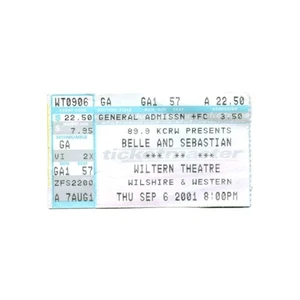 WT0906 GA GA1 57 A 22.50
22.50 GENERAL ADMISSN +FC 3.50
7.95 89.9 KCRW PRESENTS
GA BELLE AND SEBASTIAN
VI 2X ticketmaster
GA1 57 WILTERN THEATRE
ZFS2200 WILSHIRE & WESTERN
A 7AUG1 THU SEP 6 2001 8:00PM